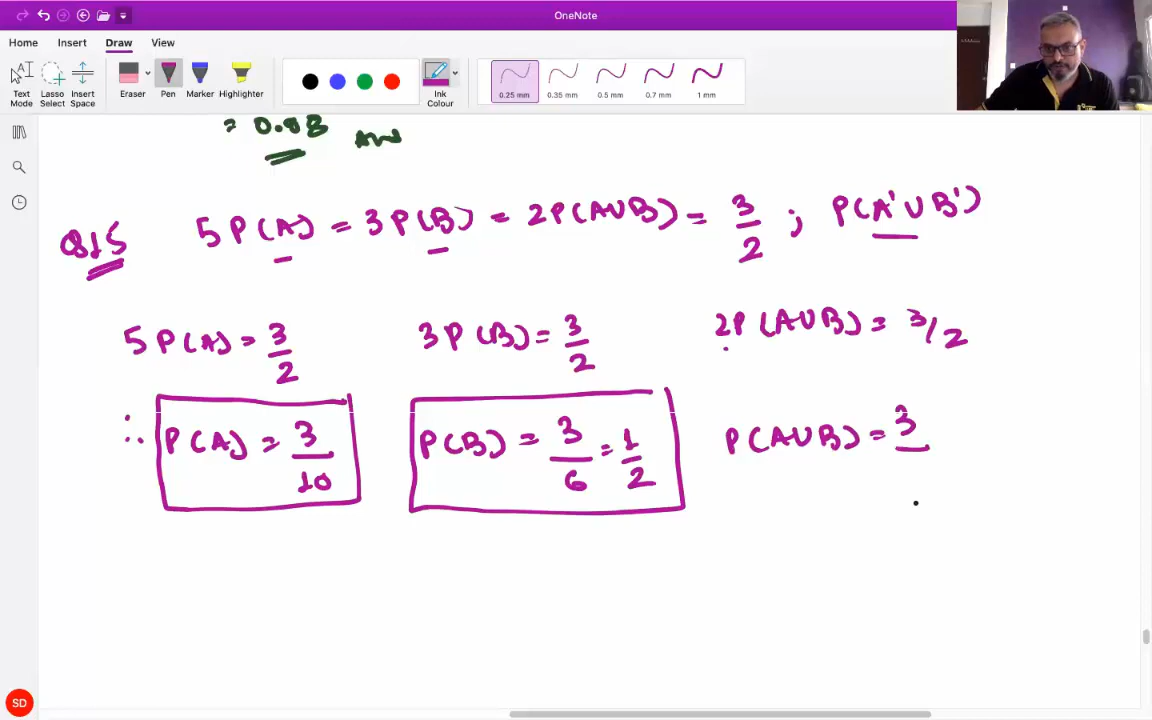 OneNote
Home Insert Draw View
Text Mode Lasso Select Insert Space Eraser Pen Marker Highlighter Ink Colour 0.25 mm 0.35 mm 0.5 mm 0.7 mm 1 mm
= 0.88 Ans
Q15 5P(A) = 3P(B) = 2P(A∪B) = 3/2 ; P(A'∪B')
5P(A) = 3/2 3P(B) = 3/2 2P(A∪B) = 3/2
∴ P(A) = 3/10 P(B) = 3/6 = 1/2 P(A∪B) = 3/
SD